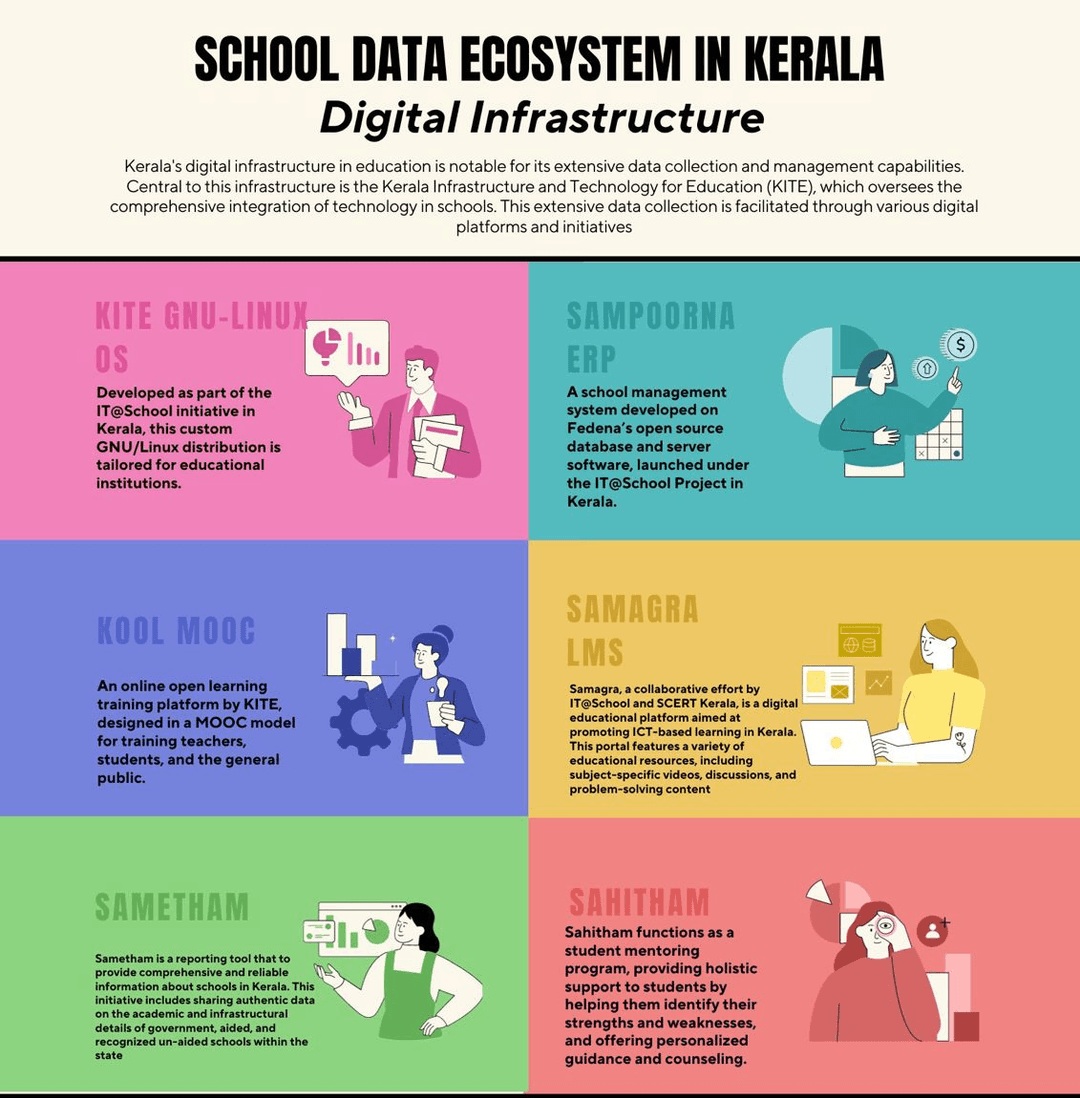 SCHOOL DATA ECOSYSTEM IN KERALA
Digital Infrastructure
Kerala's digital infrastructure in education is notable for its extensive data collection and management capabilities.
Central to this infrastructure is the Kerala Infrastructure and Technology for Education (KITE), which oversees the
comprehensive integration of technology in schools. This extensive data collection is facilitated through various digital
platforms and initiatives
KITE GNU-LINUX
OS
Developed as part of the
IT@School initiative in
Kerala, this custom
GNU/Linux distribution is
tailored for educational
institutions.
SAMPOORNA
ERP
A school management
system developed on
Fedena's open source
database and server
software, launched under
the IT@School Project in
Kerala.
$
KOOL MOOC
An online open learning
training platform by KITE,
designed in a MOOC model
for training teachers,
students, and the general
public.
SAMAGRA
LMS
Samagra, a collaborative effort by
IT@School and SCERT Kerala, is a digital
educational platform aimed at
promoting ICT-based learning in Kerala.
This portal features a variety of
educational resources, including
subject-specific videos, discussions, and
problem-solving content
SAMETHAM
Sametham is a reporting tool that to
provide comprehensive and reliable
information about schools in Kerala. This
initiative includes sharing authentic data
on the academic and infrastructural
details of government, aided, and
recognized un-aided schools within the
state
SAHITHAM
Sahitham functions as a
student mentoring
program, providing holistic
support to students by
helping them identify their
strengths and weaknesses,
and offering personalized
guidance and counseling.